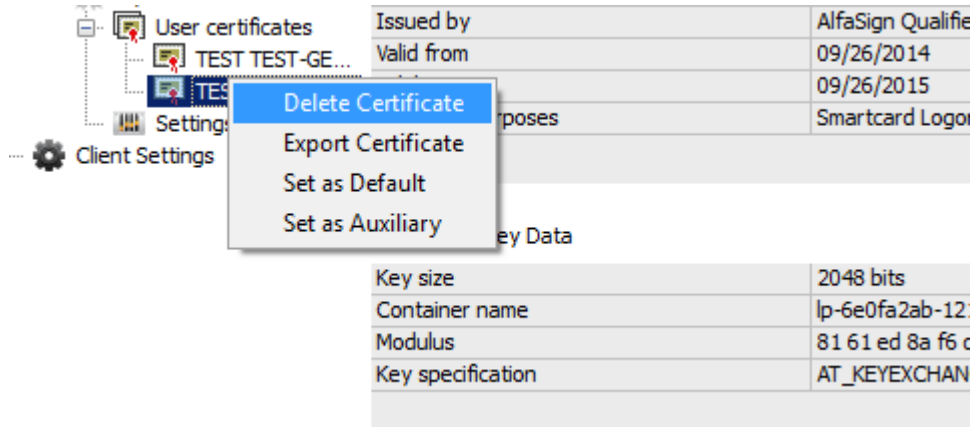 User certificates
TEST TEST-GE...
TES
Settings
Client Settings
Delete Certificate
Export Certificate
Set as Default
Set as Auxiliary
Issued by AlfaSign Qualifie
Valid from 09/26/2014
09/26/2015
rposes Smartcard Logon
ey Data
Key size 2048 bits
Container name lp-6e0fa2ab-121
Modulus 81 61 ed 8a f6
Key specification AT_KEYEXCHAN